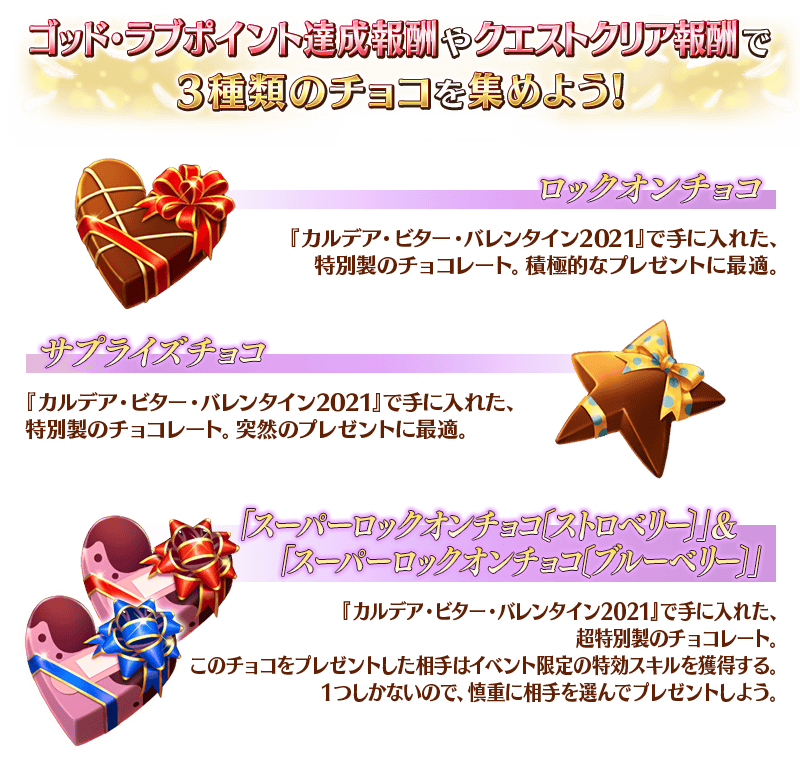 ゴッド・ラブポイント達成報酬やクエストクリア報酬で
3種類のチョコを集めよう!
ロックオンチョコ
『カルデア・ビター・バレンタイン2021』で手に入れた、
特別製のチョコレート。積極的なプレゼントに最適。
サプライズチョコ
『カルデア・ビター・バレンタイン2021』で手に入れた、
特別製のチョコレート。突然のプレゼントに最適。
「スーパーロックオンチョコ〔ストロベリー〕」&
「スーパーロックオンチョコ〔ブルーベリー〕」
『カルデア・ビター・バレンタイン2021』で手に入れた、
超特別製のチョコレート。
このチョコをプレゼントした相手はイベント限定の特効スキルを獲得する。
1つしかないので、慎重に相手を選んでプレゼントしよう。